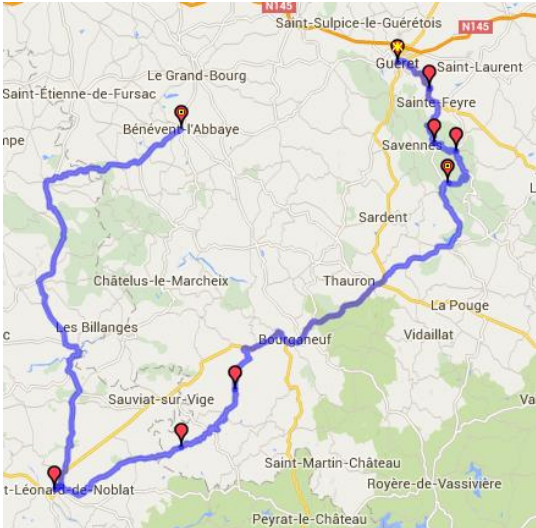 N145
Saint-Sulpice-le-Guérétois
N145
Guéret
Saint-Laurent
Le Grand-Bourg
Saint-Étienne-de-Fursac
Sainte-Feyre
Bénévent-l'Abbaye
mpe
Savennes
L
Sardent
Châtelus-le-Marcheix
Thauron
La Pouge
c
Les Billanges
Bourganeuf
Vidaillat
Sauviat-sur-Vige
Va
Saint-Martin-Château
t-Léonard-de-Noblat
Royère-de-Vassivière
Peyrat-le-Château